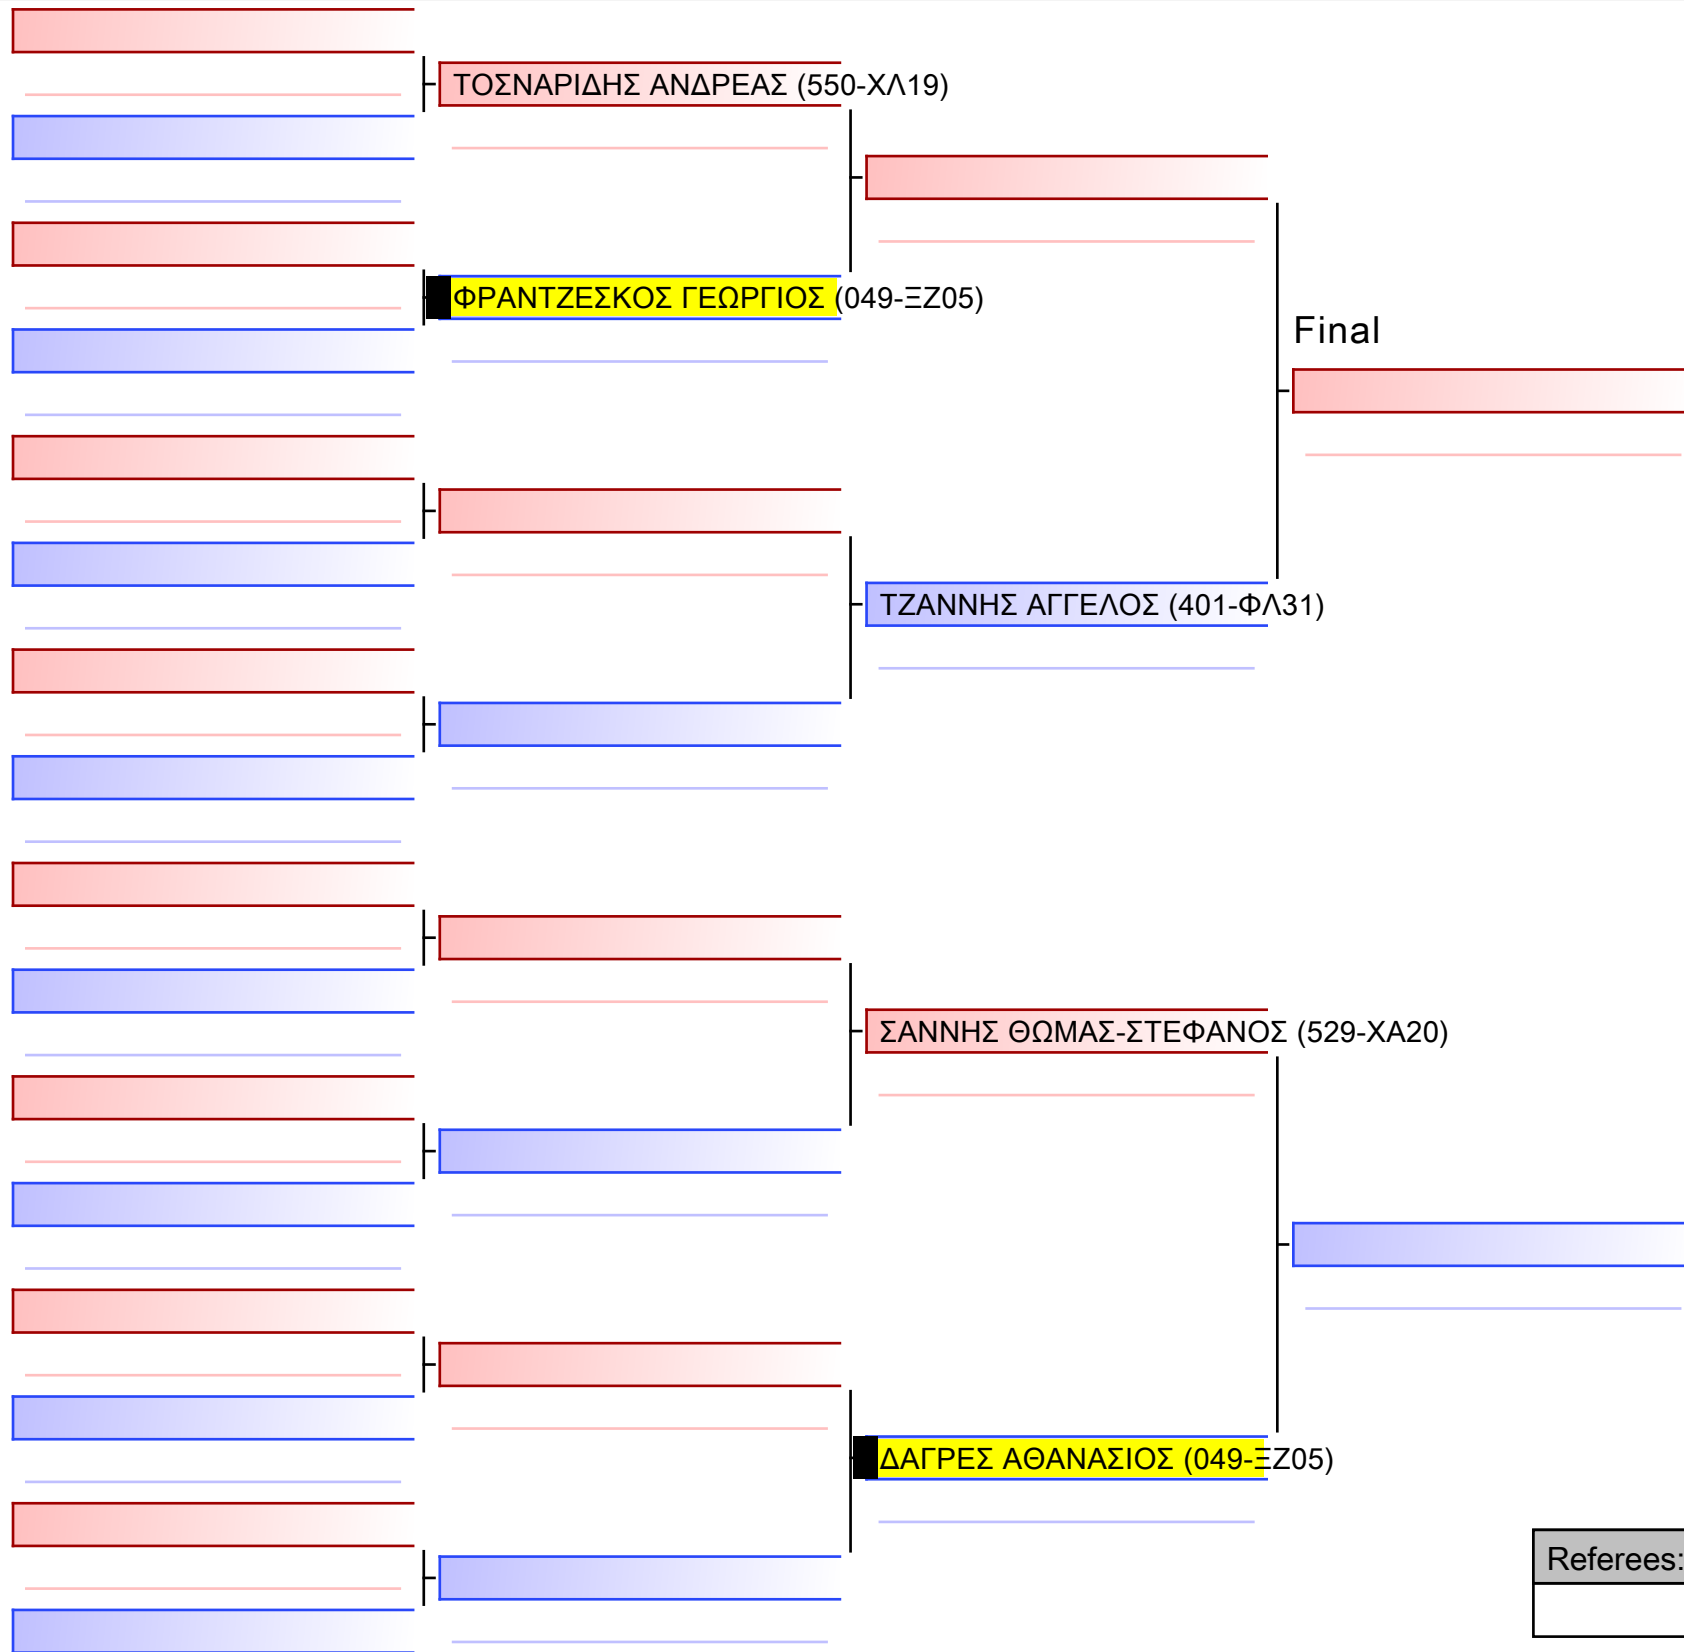 ΤΟΣΝΑΡΙΔΗΣ ΑΝΔΡΕΑΣ (550-ΧΛ19)
ΦΡΑΝΤΖΕΣΚΟΣ ΓΕΩΡΓΙΟΣ (049-ΞΖ05)
Final
ΤΖΑΝΝΗΣ ΑΓΓΕΛΟΣ (401-ΦΛ31)
ΣΑΝΝΗΣ ΘΩΜΑΣ-ΣΤΕΦΑΝΟΣ (529-ΧΑ20)
ΔΑΓΡΕΣ ΑΘΑΝΑΣΙΟΣ (049-ΞΖ05)
Referees: